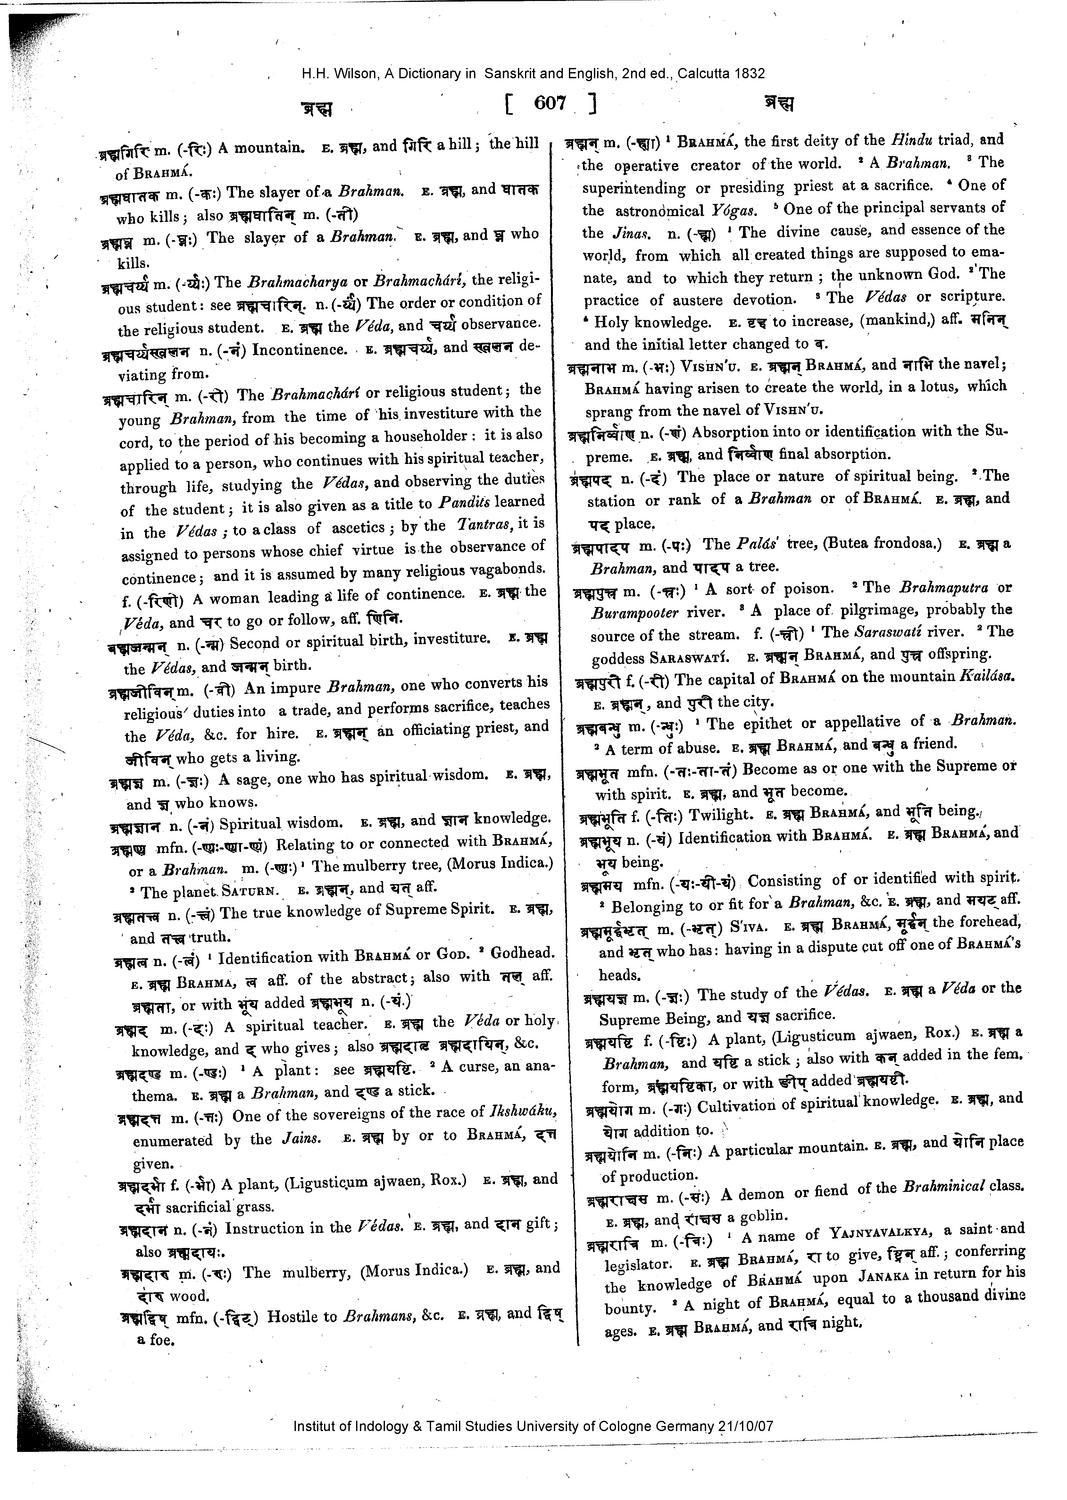 H.H. Wilson, A Dictionary in Sanskrit and English, 2nd ed., Calcutta 1832
ब्रह्म [ 607 ] ब्रह्म
ब्रह्मगिरि m. (-रिः) A mountain. E. ब्रह्म, and गिरि a hill; the hill
of BRAHMÁ.
ब्रह्मघातक m. (-कः) The slayer of a Brahman. E. ब्रह्म, and घातक
who kills; also ब्रह्मघातिन् m. (-ती)
ब्रह्मघ्न m. (-घ्नः) The slayer of a Brahman. E. ब्रह्म, and घ्न who
kills.
ब्रह्मचर्य्य m. (-र्य्यः) The Brahmacharya or Brahmachárí, the religi-
ous student: see ब्रह्मचारिन्. n. (-र्य्यं) The order or condition of
the religious student. E. ब्रह्म the Véda, and चर्य्य observance.
ब्रह्मचर्य्यस्खलन n. (-नं) Incontinence. E. ब्रह्मचर्य्य, and स्खलन de-
viating from.
ब्रह्मचारिन् m. (-री) The Brahmachárí or religious student; the
young Brahman, from the time of his investiture with the
cord, to the period of his becoming a householder: it is also
applied to a person, who continues with his spiritual teacher,
through life, studying the Védas, and observing the duties
of the student; it is also given as a title to Pandits learned
in the Védas; to a class of ascetics; by the Tantras, it is
assigned to persons whose chief virtue is the observance of
continence; and it is assumed by many religious vagabonds.
f. (-रिणी) A woman leading a life of continence. E. ब्रह्म the
Véda, and चर to go or follow, aff. णिनि.
ब्रह्मजन्मन् n. (-न्म) Second or spiritual birth, investiture. E. ब्रह्म
the Védas, and जन्मन् birth.
ब्रह्मजीविन् m. (-वी) An impure Brahman, one who converts his
religious duties into a trade, and performs sacrifice, teaches
the Véda, &c. for hire. E. ब्रह्मन् an officiating priest, and
जीविन् who gets a living.
ब्रह्मज्ञ m. (-ज्ञः) A sage, one who has spiritual wisdom. E. ब्रह्म,
and ज्ञ who knows.
ब्रह्मज्ञान n. (-नं) Spiritual wisdom. E. ब्रह्म, and ज्ञान knowledge.
ब्रह्मण्य mfn. (-ण्यः-ण्या-ण्यं) Relating to or connected with BRAHMÁ,
or a Brahman. m. (-ण्यः) ¹ The mulberry tree, (Morus Indica.)
² The planet SATURN. E. ब्रह्मन्, and यत् aff.
ब्रह्मतत्त्व n. (-त्त्वं) The true knowledge of Supreme Spirit. E. ब्रह्म,
and तत्त्व truth.
ब्रह्मत्व n. (-त्वं) ¹ Identification with BRAHMÁ or GOD. ² Godhead.
E. ब्रह्म BRAHMA, त्व aff. of the abstract; also with तल् aff.
ब्रह्मता, or with भूय added ब्रह्मभूय n. (-यं.)
ब्रह्मद m. (-दः) A spiritual teacher. E. ब्रह्म the Véda or holy
knowledge, and द who gives; also ब्रह्मदातृ ब्रह्मदायिन्, &c.
ब्रह्मदण्ड m. (-ण्डः) ¹ A plant: see ब्रह्मयष्टि. ² A curse, an ana-
thema. E. ब्रह्म a Brahman, and दण्ड a stick.
ब्रह्मदत्त m. (-त्तः) One of the sovereigns of the race of Ikshwáku,
enumerated by the Jains. E. ब्रह्म by or to BRAHMÁ, दत्त
given.
ब्रह्मदर्भा f. (-र्भा) A plant, (Ligusticum ajwaen, Rox.) E. ब्रह्म, and
दर्भ sacrificial grass.
ब्रह्मदान n. (-नं) Instruction in the Védas. E. ब्रह्म, and दान gift;
also ब्रह्मदायः.
ब्रह्मदारु m. (-रुः) The mulberry, (Morus Indica.) E. ब्रह्म, and
दारु wood.
ब्रह्मद्विष् mfn. (-द्विट्) Hostile to Brahmans, &c. E. ब्रह्म, and द्विष्
a foe.
ब्रह्मन् m. (-ह्मा) ¹ BRAHMÁ, the first deity of the Hindu triad, and
the operative creator of the world. ² A Brahman. ³ The
superintending or presiding priest at a sacrifice. ⁴ One of
the astronomical Yógas. ⁵ One of the principal servants of
the Jinas. n. (-ह्म) ¹ The divine cause, and essence of the
world, from which all created things are supposed to ema-
nate, and to which they return; the unknown God. ² The
practice of austere devotion. ³ The Védas or scripture.
⁴ Holy knowledge. E. वृह to increase, (mankind,) aff. मनिन्
and the initial letter changed to ब.
ब्रह्मनाभ m. (-भः) VISHN'U. E. ब्रह्मन् BRAHMÁ, and नाभि the navel;
BRAHMÁ having arisen to create the world, in a lotus, which
sprang from the navel of VISHN'U.
ब्रह्मनिर्व्वाण n. (-णं) Absorption into or identification with the Su-
preme. E. ब्रह्म, and निर्व्वाण final absorption.
ब्रह्मपद n. (-दं) The place or nature of spiritual being. ² The
station or rank of a Brahman or of BRAHMÁ. E. ब्रह्म, and
पद place.
ब्रह्मपादप m. (-पः) The Palás' tree, (Butea frondosa.) E. ब्रह्म a
Brahman, and पादप a tree.
ब्रह्मपुत्त्र m. (-त्त्रः) ¹ A sort of poison. ² The Brahmaputra or
Burampooter river. ³ A place of pilgrimage, probably the
source of the stream. f. (-त्त्री) ¹ The Saraswatí river. ² The
goddess SARASWATÍ. E. ब्रह्मन् BRAHMÁ, and पुत्त्र offspring.
ब्रह्मपुरी f. (-री) The capital of BRAHMÁ on the mountain Kailása.
E. ब्रह्मन्, and पुरी the city.
ब्रह्मबन्धु m. (-न्धुः) ¹ The epithet or appellative of a Brahman.
² A term of abuse. E. ब्रह्म BRAHMÁ, and बन्धु a friend.
ब्रह्मभूत mfn. (-तः-ता-तं) Become as or one with the Supreme or
with spirit. E. ब्रह्म, and भूत become.
ब्रह्मभूति f. (-तिः) Twilight. E. ब्रह्म BRAHMÁ, and भूति being.
ब्रह्मभूय n. (-यं) Identification with BRAHMÁ. E. ब्रह्म BRAHMÁ, and
भूय being.
ब्रह्ममय mfn. (-यः-यी-यं) Consisting of or identified with spirit.
² Belonging to or fit for a Brahman, &c. E. ब्रह्म, and मयट् aff.
ब्रह्ममूर्द्धभृत् m. (-भृत्) S'IVA. E. ब्रह्म BRAHMÁ, मूर्द्धन् the forehead,
and भृत् who has: having in a dispute cut off one of BRAHMÁ's
heads.
ब्रह्मयज्ञ m. (-ज्ञः) The study of the Védas. E. ब्रह्म a Véda or the
Supreme Being, and यज्ञ sacrifice.
ब्रह्मयष्टि f. (-ष्टिः) A plant, (Ligusticum ajwaen, Rox.) E. ब्रह्म a
Brahman, and यष्टि a stick; also with कन् added in the fem.
form, ब्रह्मयष्टिका, or with ङीप् added ब्रह्मयष्टी.
ब्रह्मयोग m. (-गः) Cultivation of spiritual knowledge. E. ब्रह्म, and
योग addition to.
ब्रह्मयोनि m. (-निः) A particular mountain. E. ब्रह्म, and योनि place
of production.
ब्रह्मराक्षस m. (-सः) A demon or fiend of the Brahminical class.
E. ब्रह्म, and राक्षस a goblin.
ब्रह्मरात्रि m. (-त्रिः) ¹ A name of YAJNYAVALKYA, a saint and
legislator. E. ब्रह्म BRAHMÁ, रा to give, aff.; conferring
the knowledge of BRAHMÁ upon JANAKA in return for his
bounty. ² A night of BRAHMÁ, equal to a thousand divine
ages. E. ब्रह्म BRAHMÁ, and रात्रि night.
Institut of Indology & Tamil Studies University of Cologne Germany 21/10/07